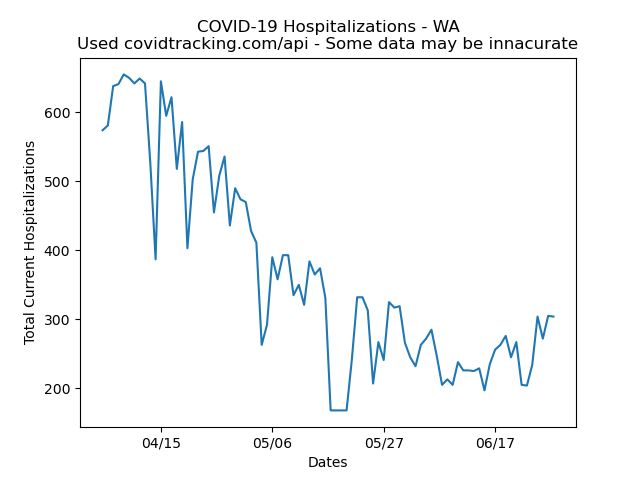 COVID-19 Hospitalizations - WA
Used covidtracking.com/api - Some data may be innacurate
Total Current Hospitalizations
600
500
400
300
200
04/15
05/06
05/27
06/17
Dates